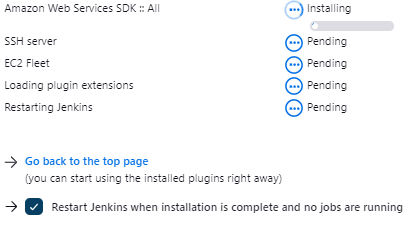 Amazon Web Services SDK :: All Installing
SSH server Pending
EC2 Fleet Pending
Loading plugin extensions Pending
Restarting Jenkins Pending
→ Go back to the top page
(you can start using the installed plugins right away)
→ Restart Jenkins when installation is complete and no jobs are running